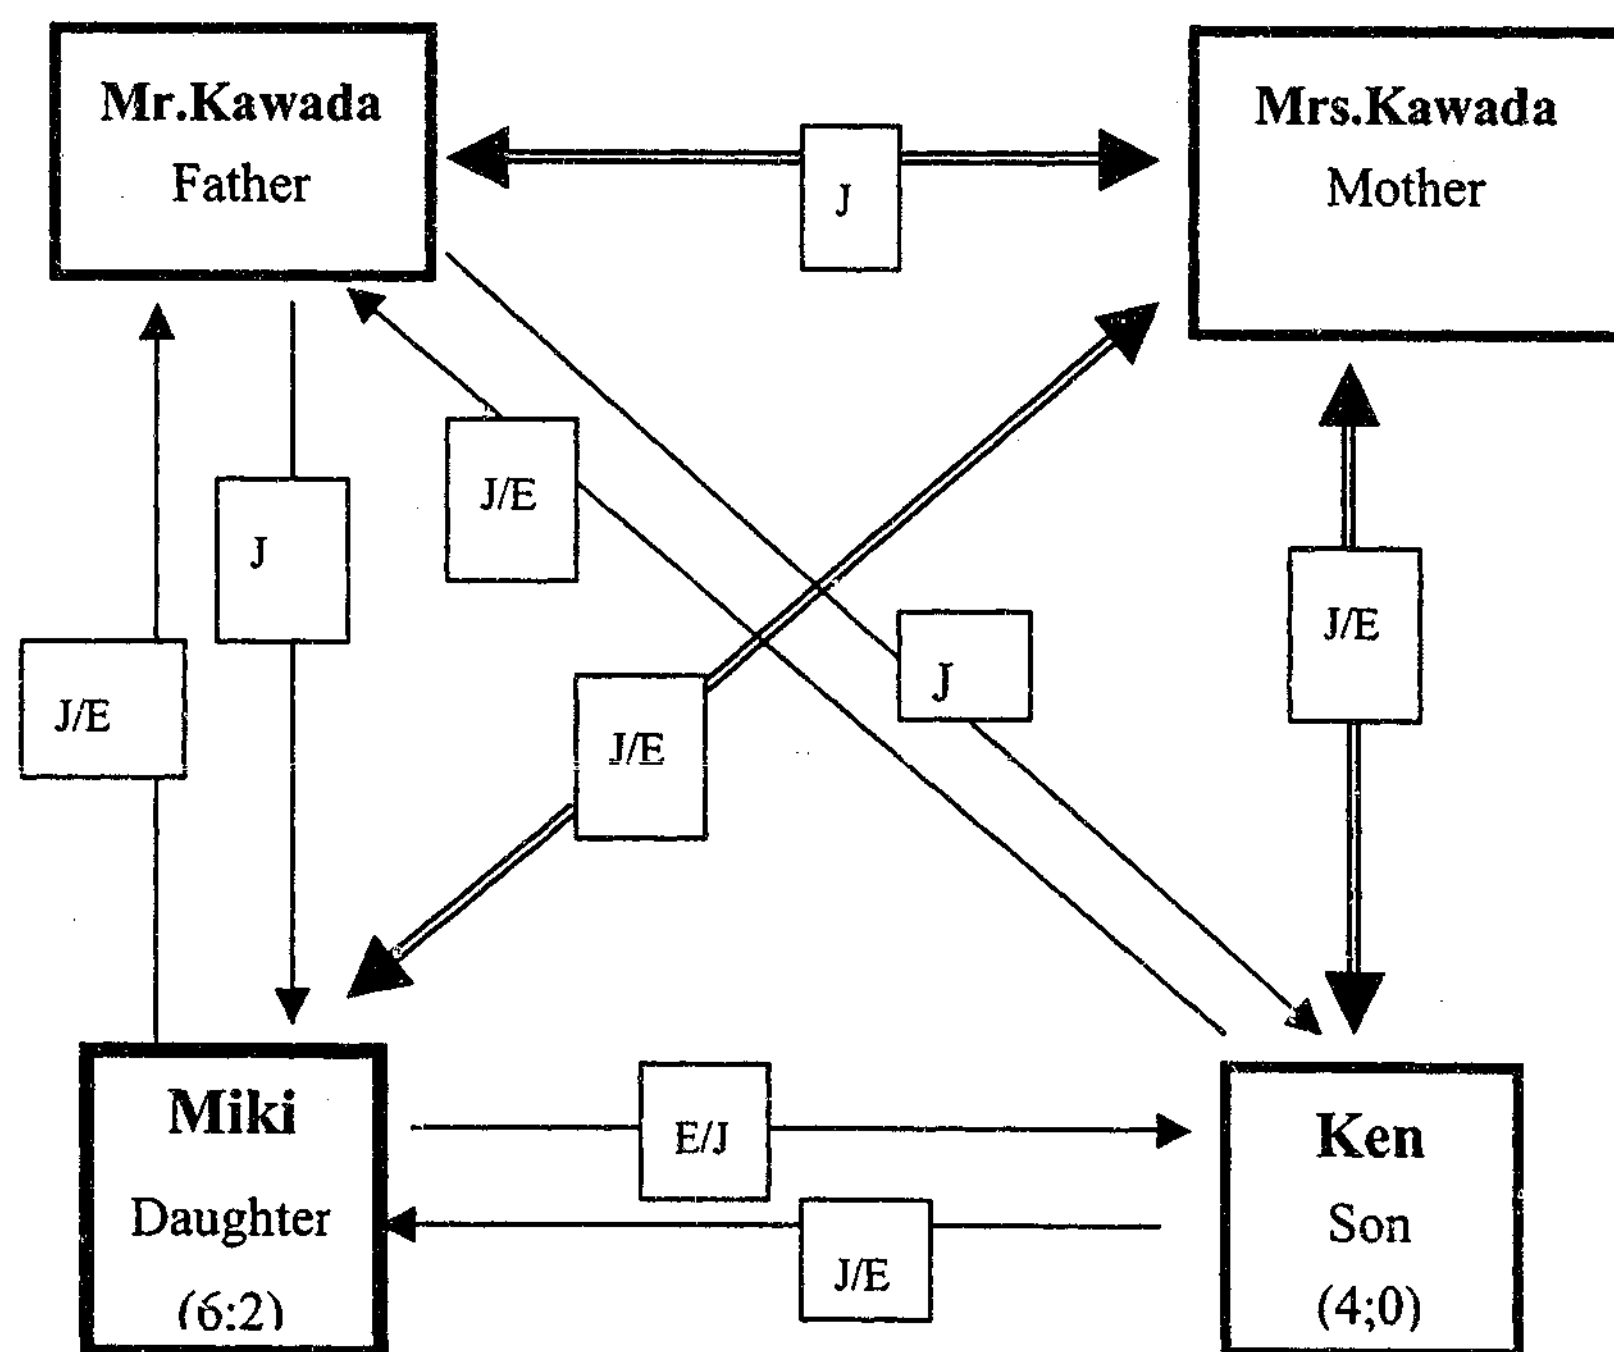 Mr.Kawada
Father
Mrs.Kawada
Mother
J
J/E
J
J/E
J
J/E
J/E
E/J
J/E
Miki
Daughter
(6:2)
Ken
Son
(4;0)